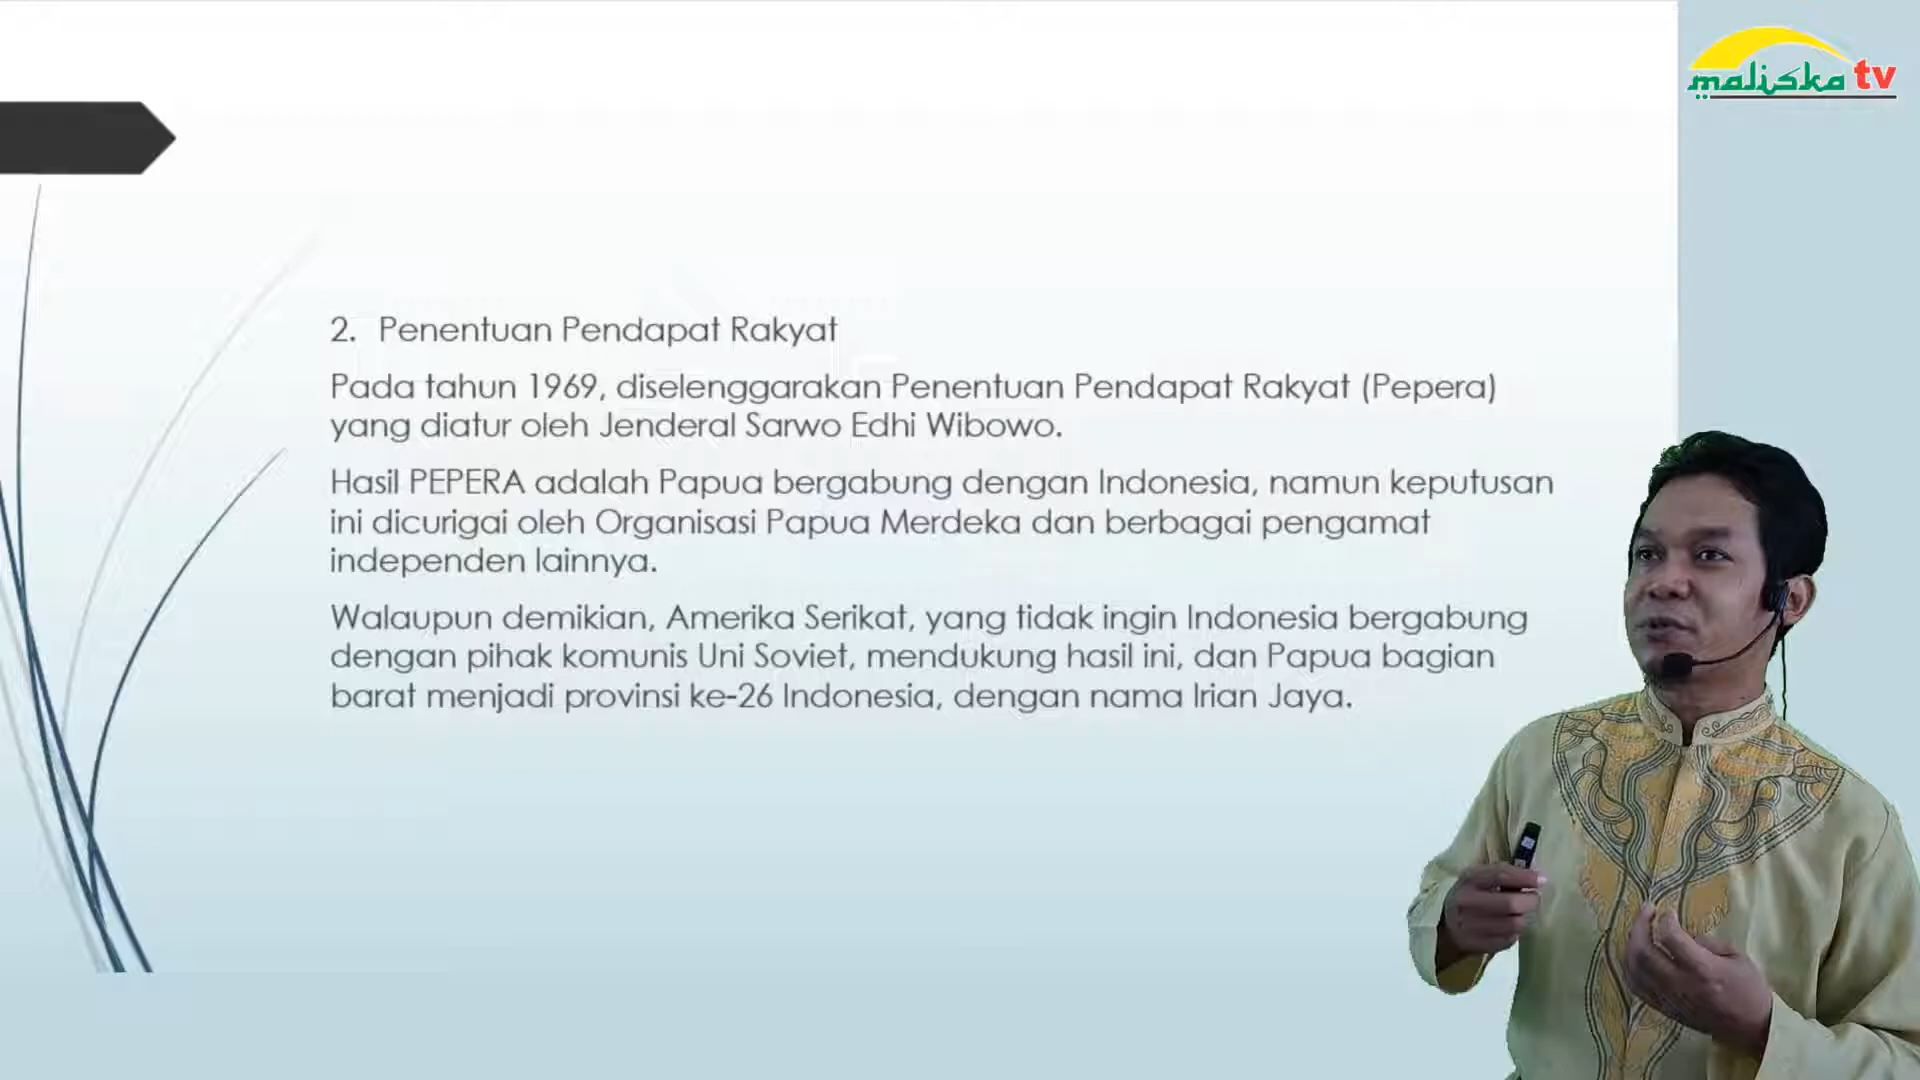 maliska tv
2. Penentuan Pendapat Rakyat
Pada tahun 1969, diselenggarakan Penentuan Pendapat Rakyat (Pepera)
yang diatur oleh Jenderal Sarwo Edhi Wibowo.
Hasil PEPERA adalah Papua bergabung dengan Indonesia, namun keputusan
ini dicurigai oleh Organisasi Papua Merdeka dan berbagai pengamat
independen lainnya.
Walaupun demikian, Amerika Serikat, yang tidak ingin Indonesia bergabung
dengan pihak komunis Uni Soviet, mendukung hasil ini, dan Papua bagian
barat menjadi provinsi ke-26 Indonesia, dengan nama Irian Jaya.